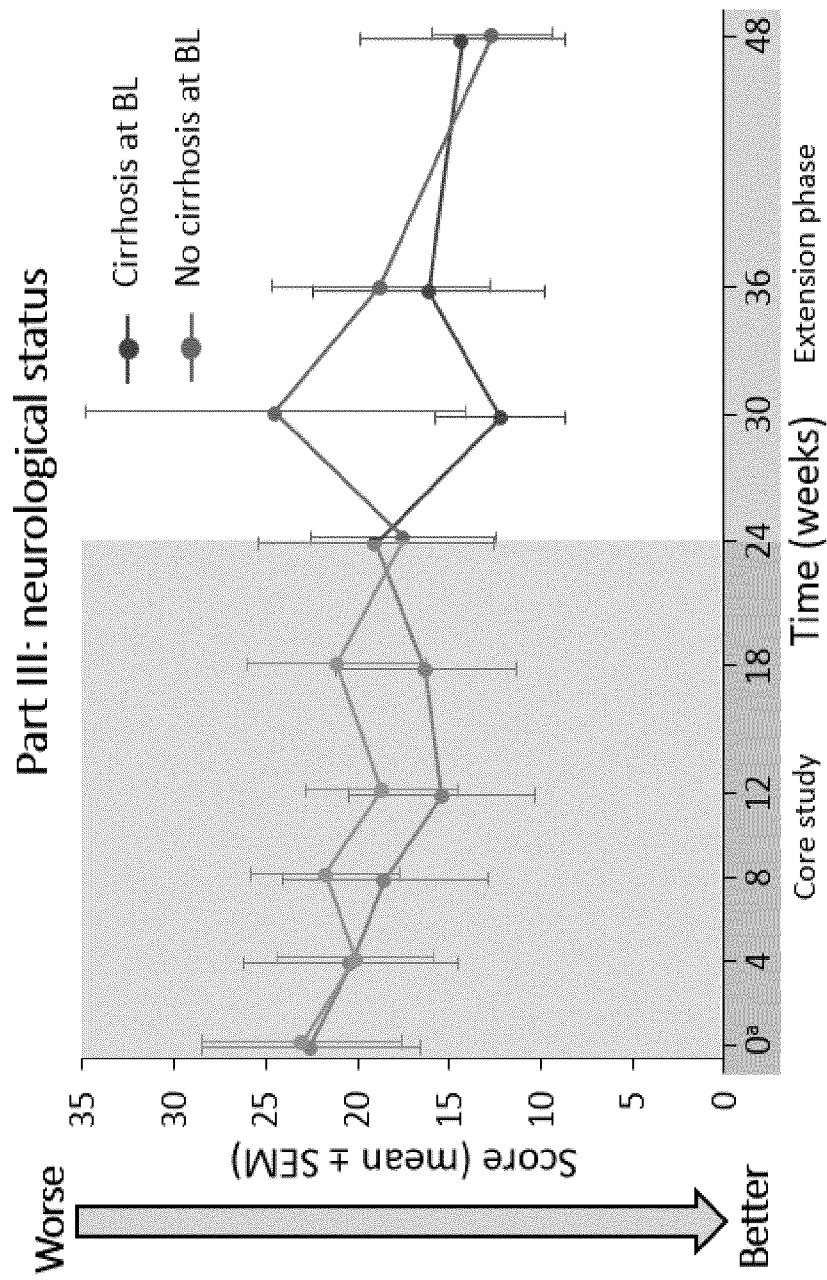 Part III: neurological status
Worse
Better
Score (mean ± SEM)
35
30
25
20
15
10
5
0
Cirrhosis at BL
No cirrhosis at BL
0ᵃ 4 8 12 18 24 30 36 48
Core study
Time (weeks)
Extension phase